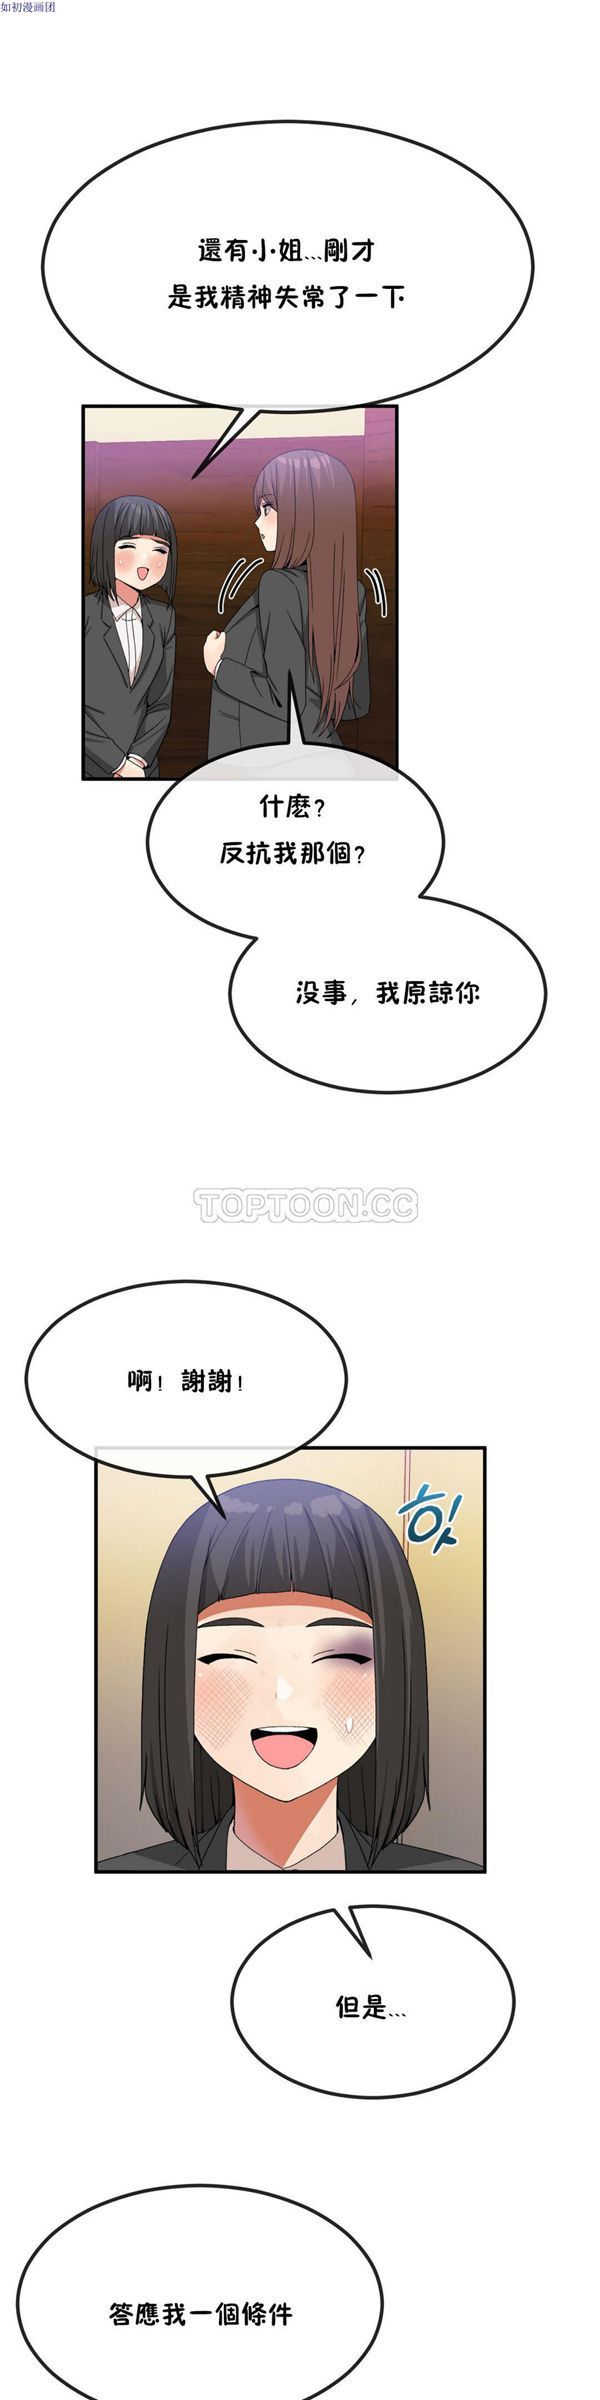 如初漫画团
還有小姐...剛才
是我精神失常了一下
什麽?
反抗我那個?
没事，我原諒你
TOPTOON.CC
啊！謝謝！
핫!
但是...
答應我一個條件